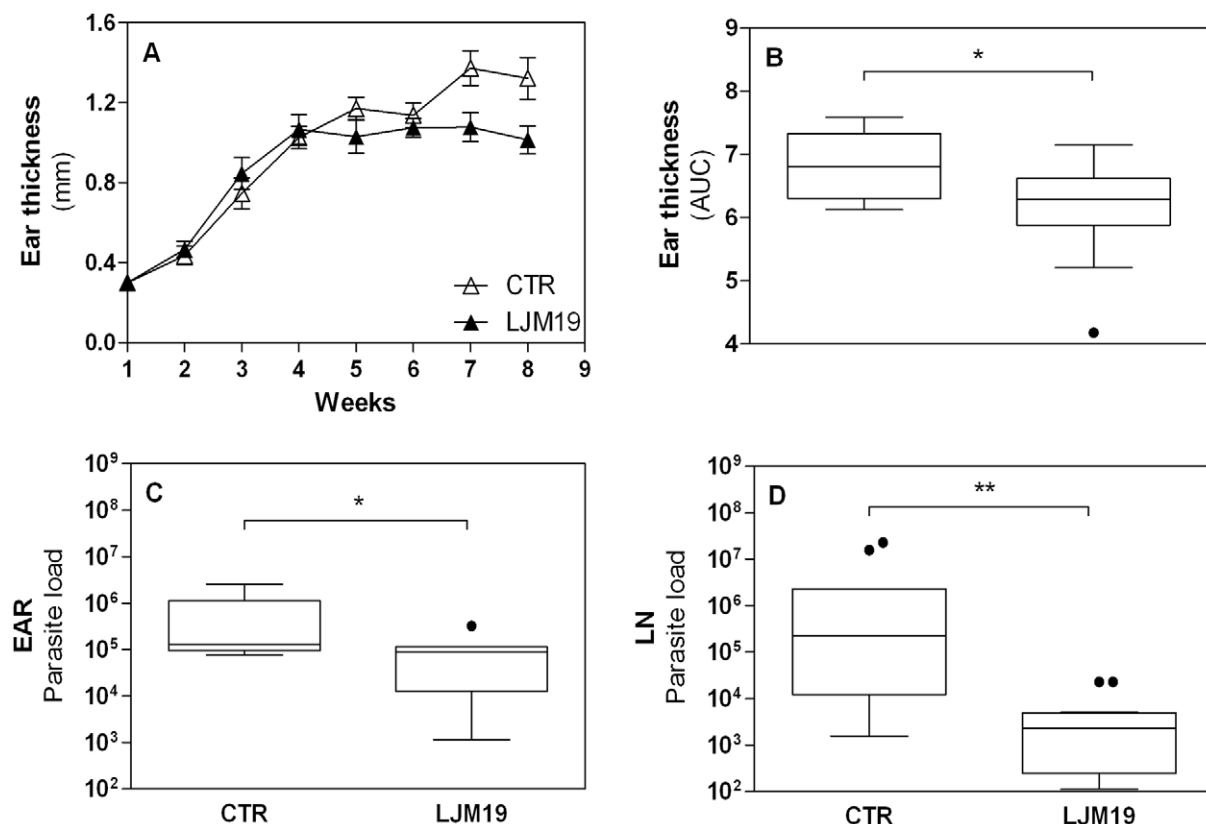 A
Ear thickness
(mm)
1.6
1.2
0.8
0.4
0.0
1 2 3 4 5 6 7 8 9
Weeks
CTR
LJM19
B
*
Ear thickness
(AUC)
9
8
7
6
5
4
C
*
EAR
Parasite load
10⁹
10⁸
10⁷
10⁶
10⁵
10⁴
10³
10²
CTR LJM19
D
**
LN
Parasite load
10⁹
10⁸
10⁷
10⁶
10⁵
10⁴
10³
10²
CTR LJM19